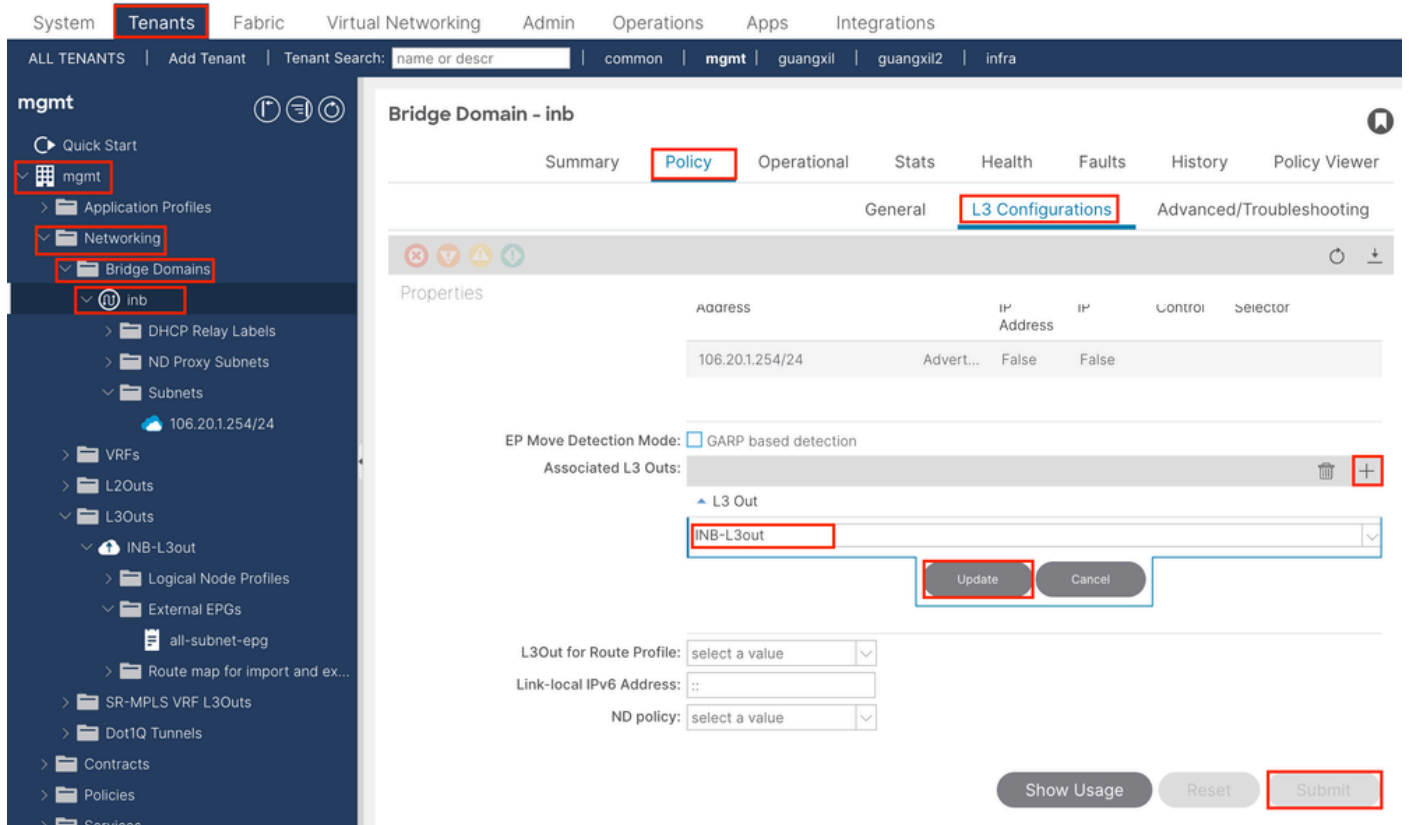 System Tenants Fabric Virtual Networking Admin Operations Apps Integrations
ALL TENANTS | Add Tenant | Tenant Search: name or descr | common | mgmt | guangxil | guangxil2 | infra
mgmt
Quick Start
mgmt
Application Profiles
Networking
Bridge Domains
inb
DHCP Relay Labels
ND Proxy Subnets
Subnets
106.20.1.254/24
VRFs
L2Outs
L3Outs
INB-L3out
Logical Node Profiles
External EPGs
all-subnet-epg
Route map for import and ex...
SR-MPLS VRF L3Outs
Dot1Q Tunnels
Contracts
Policies
Services
Bridge Domain - inb
Summary Policy Operational Stats Health Faults History Policy Viewer
General L3 Configurations Advanced/Troubleshooting
Properties
Address IP IP Control Selector
Address
106.20.1.254/24 Advert... False False
EP Move Detection Mode: GARP based detection
Associated L3 Outs:
L3 Out
INB-L3out
Update Cancel
L3Out for Route Profile: select a value
Link-local IPv6 Address: ::
ND policy: select a value
Show Usage Reset Submit